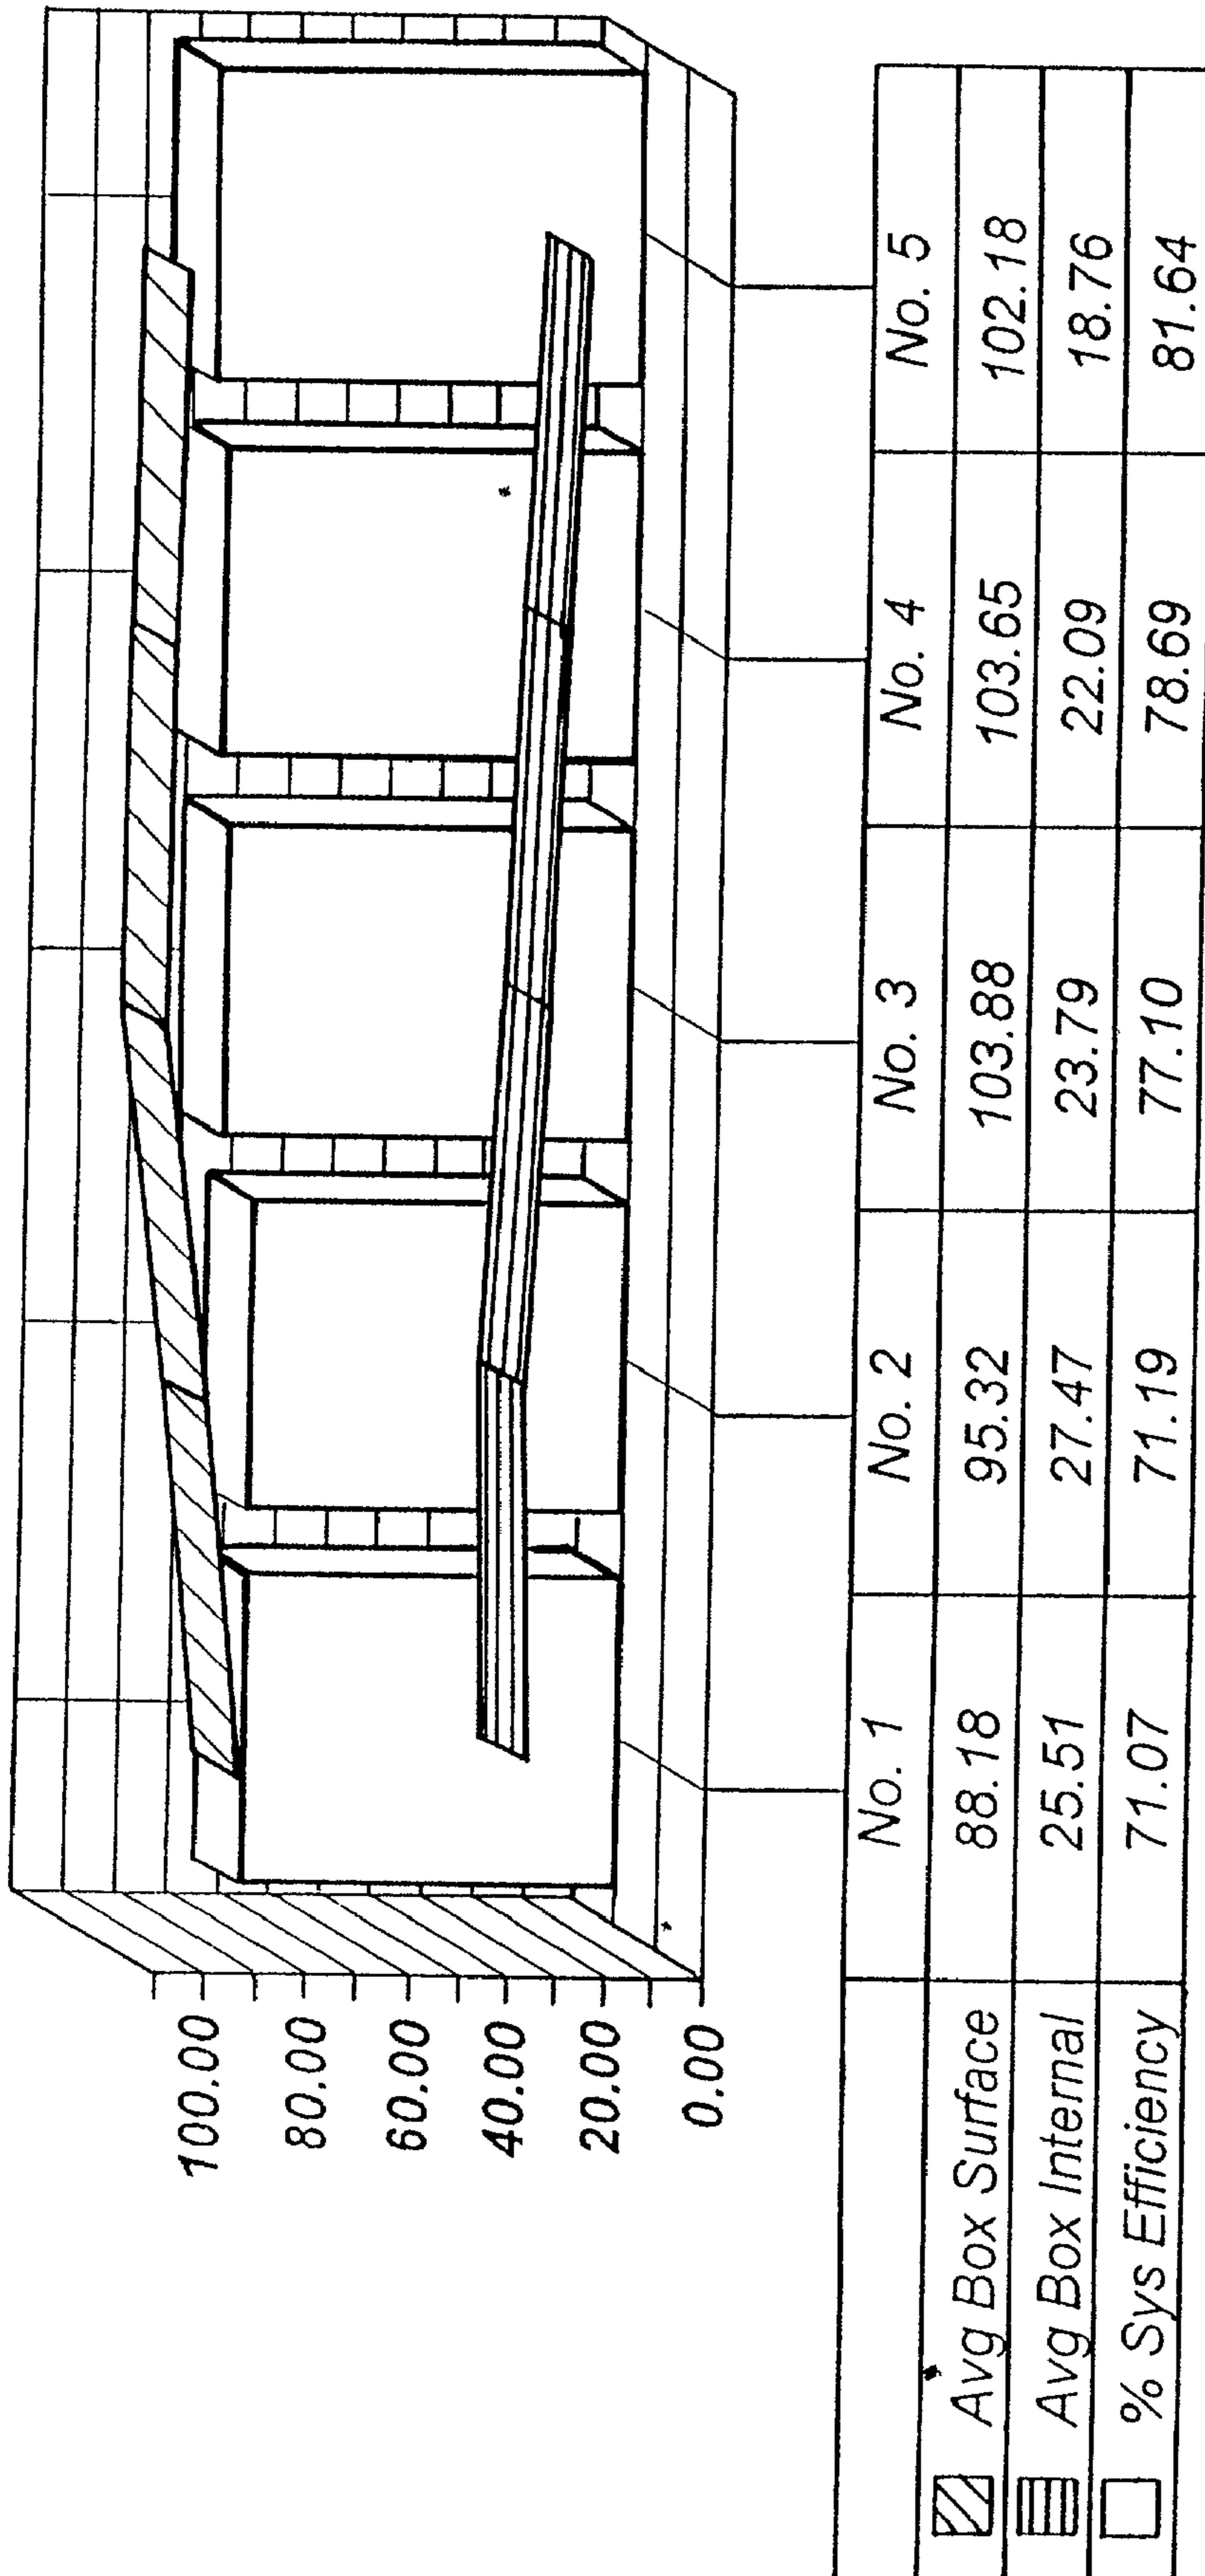 100.00
80.00
60.00
40.00
20.00
0.00
No. 1 No. 2 No. 3 No. 4 No. 5
Avg Box Surface 88.18 95.32 103.88 103.65 102.18
Avg Box Internal 25.51 27.47 23.79 22.09 18.76
% Sys Efficiency 71.07 71.19 77.10 78.69 81.64